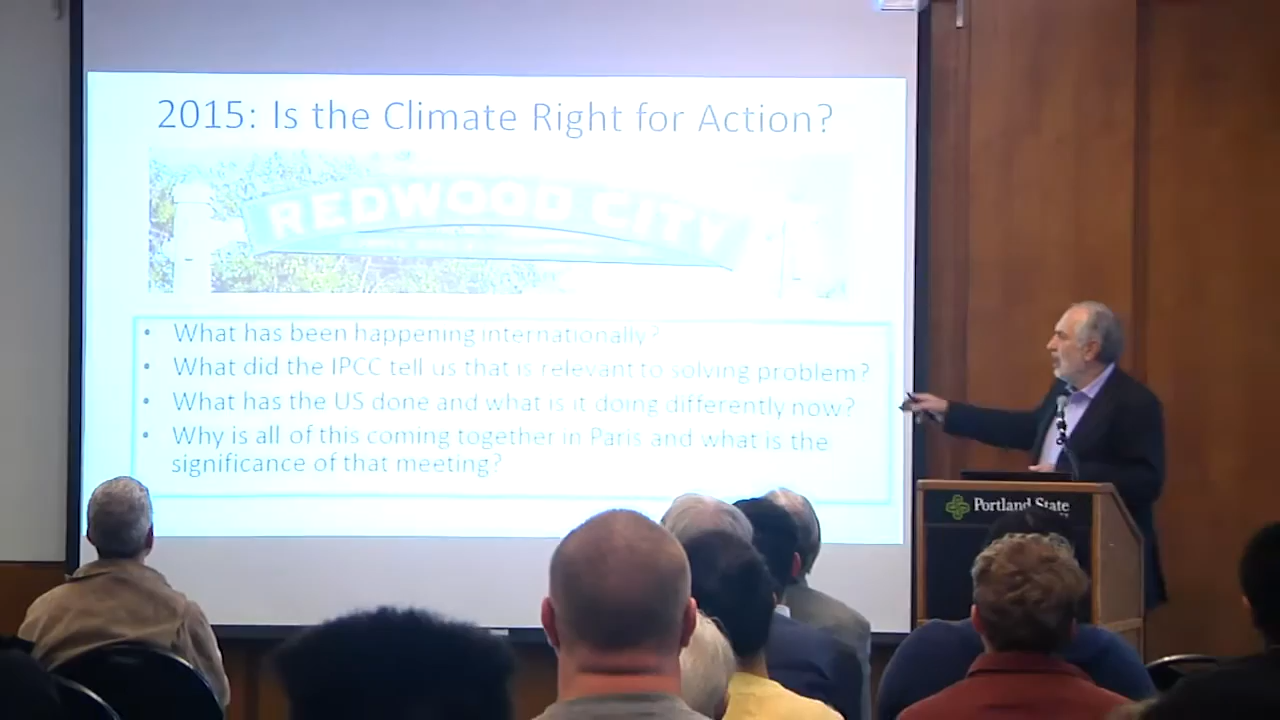 2015: Is the Climate Right for Action?
REDWOOD CITY
• What has been happening internationally?
• What did the IPCC tell us that is relevant to solving problem?
• What has the US done and what is it doing differently now?
• Why is all of this coming together in Paris and what is the
significance of that meeting?
Portland State